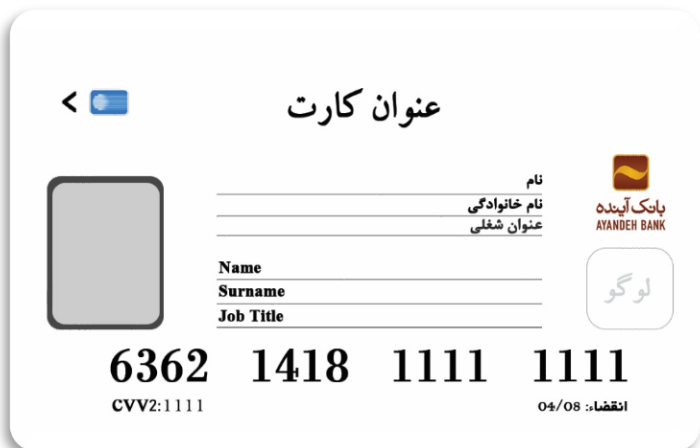 عنوان کارت
>
نام
نام خانوادگی
عنوان شغلی
بانک آینده
AYANDEH BANK
Name
Surname
Job Title
لوگو
6362 1418 1111 1111
CVV2:1111
انقضاء: 04/08